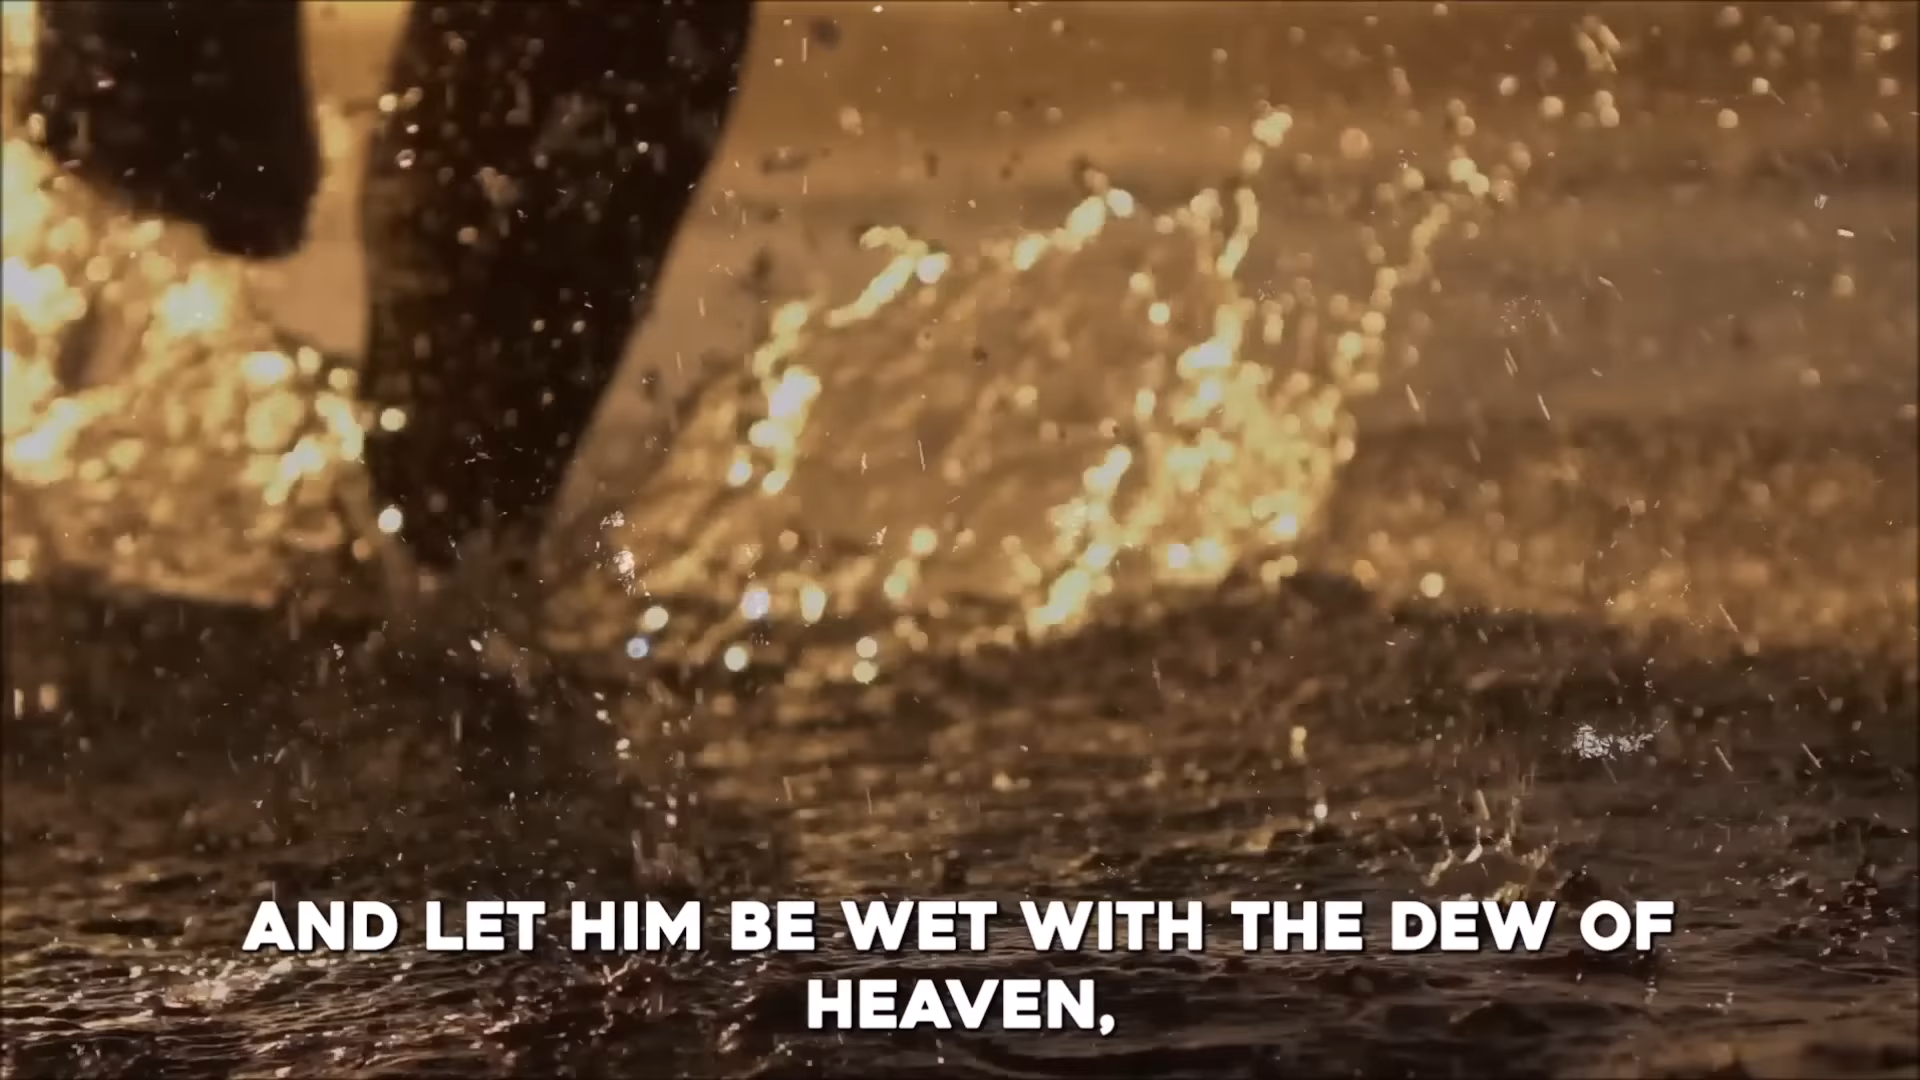 AND LET HIM BE WET WITH THE DEW OF
HEAVEN,